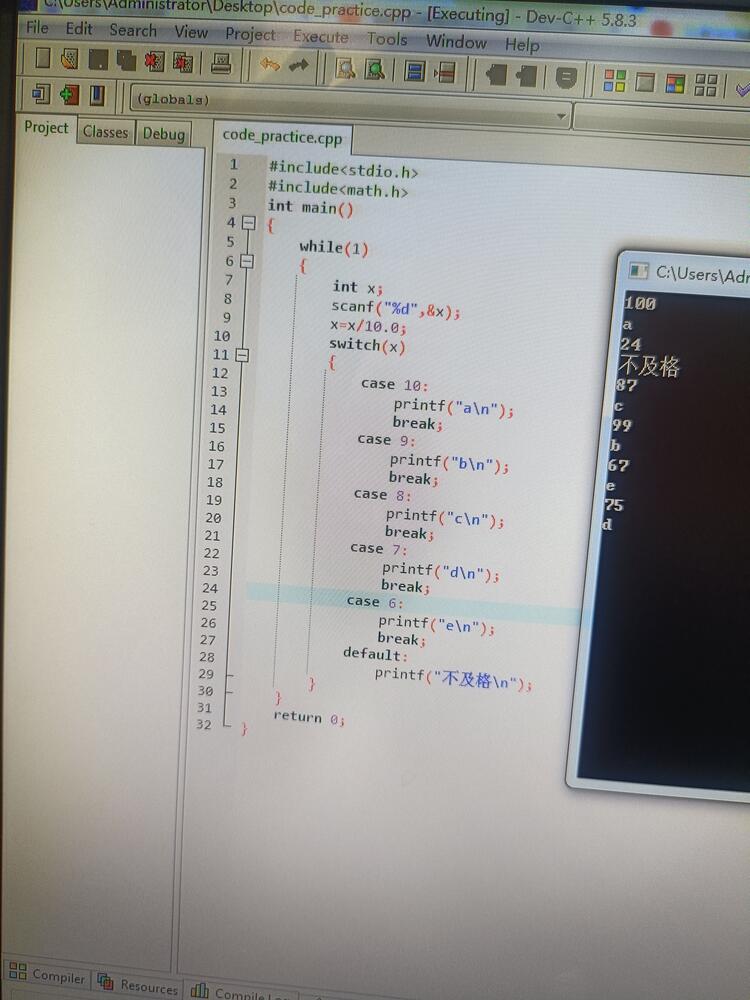 C:\Users\Administrator\Desktop\code_practice.cpp - [Executing] - Dev-C++ 5.8.3
File Edit Search View Project Execute Tools Window Help
(globals)
Project Classes Debug
code_practice.cpp
1 #include<stdio.h>
2 #include<math.h>
3 int main()
4 {
5 while(1)
6 {
7 int x;
8 scanf("%d",&x);
9 x=x/10.0;
10 switch(x)
11 {
12 case 10:
13 printf("a\n");
14 break;
15 case 9:
16 printf("b\n");
17 break;
18 case 8:
19 printf("c\n");
20 break;
21 case 7:
22 printf("d\n");
23 break;
24 case 6:
25 printf("e\n");
26 break;
27 default:
28 printf("不及格\n");
29 }
30 }
31 return 0;
32 }
C:\Users\Adm
100
a
24
不及格
87
c
99
b
67
e
75
d
Compiler Resources Compile